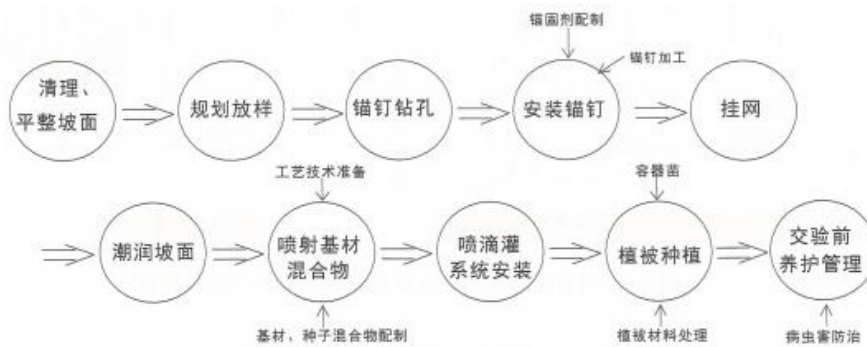 锚固剂配制
锚钉加工
清理、
平整坡面
规划放样
锚钉钻孔
安装锚钉
挂网
工艺技术准备
容器苗
潮润坡面
喷射基材
混合物
喷滴灌
系统安装
植被种植
交验前
养护管理
基材、种子混合物配制
植被材料处理
病虫害防治